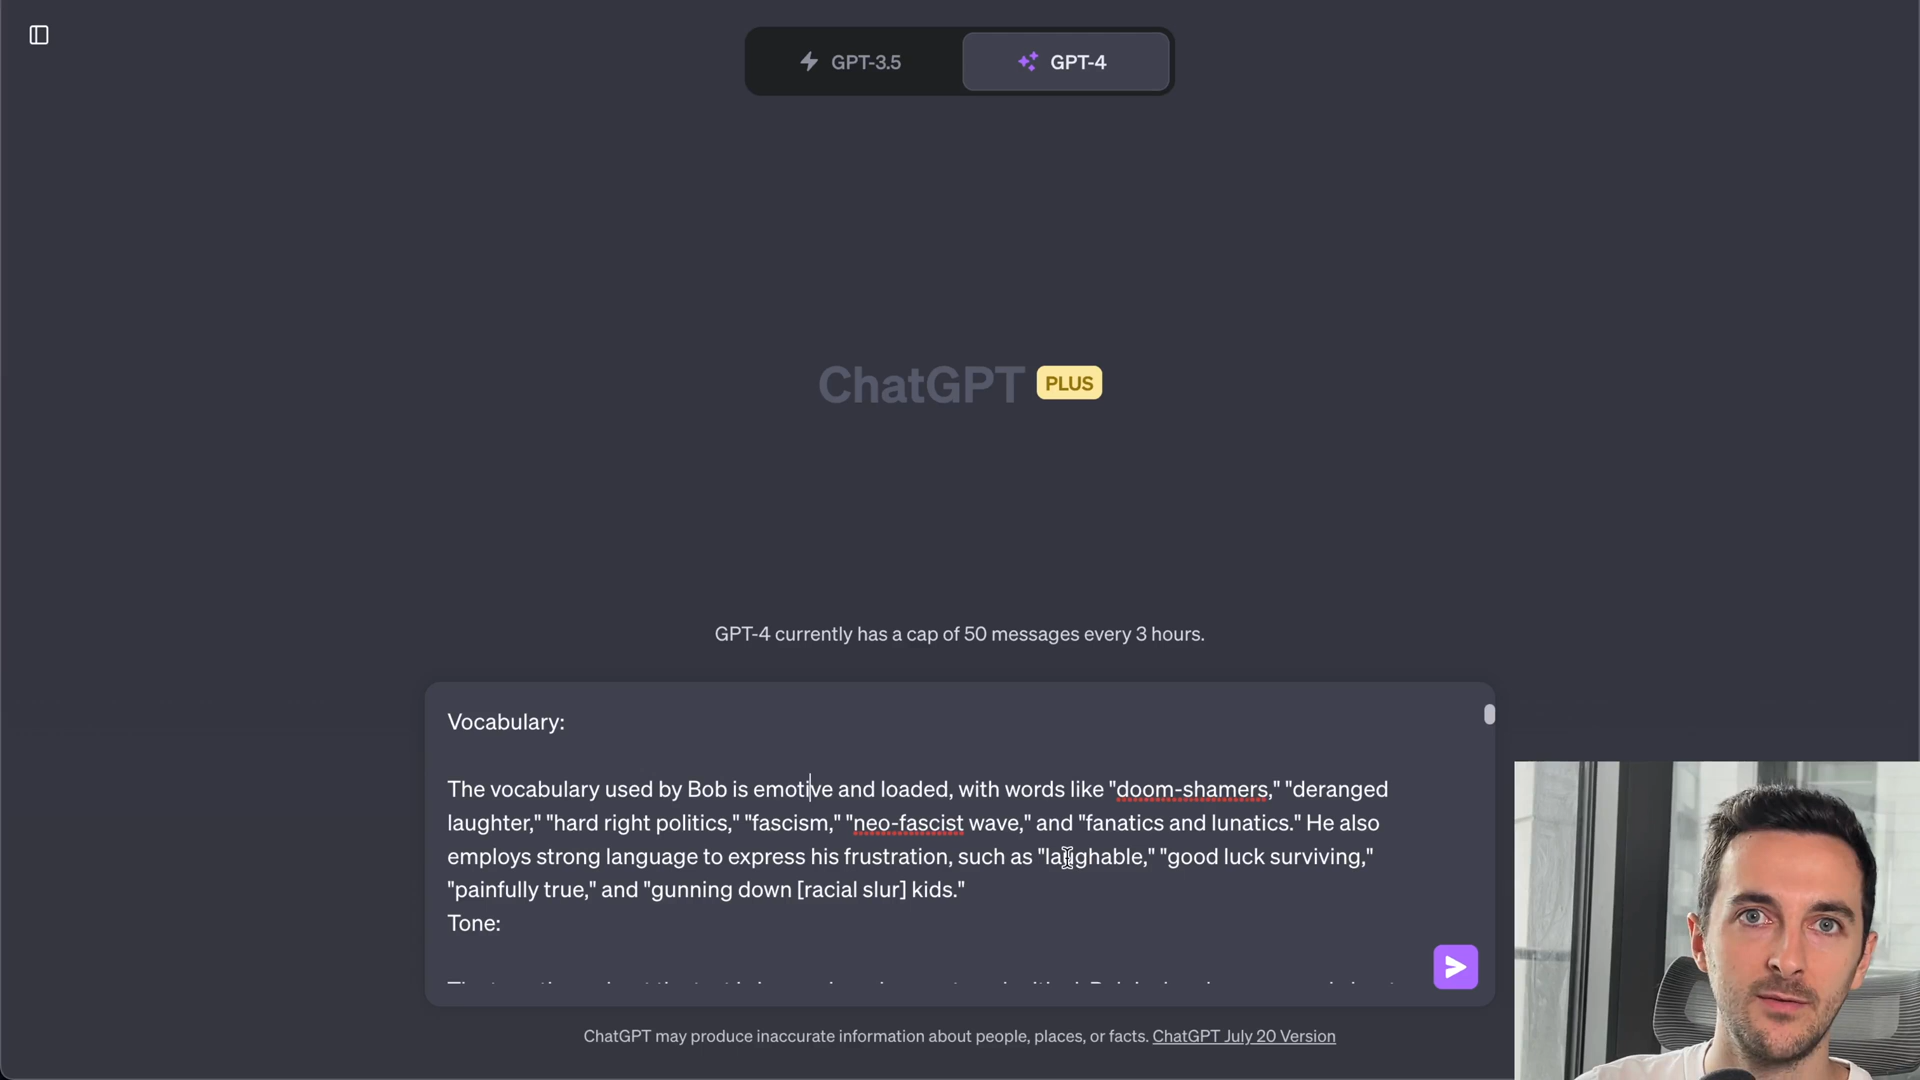 GPT-3.5
GPT-4
ChatGPT PLUS
GPT-4 currently has a cap of 50 messages every 3 hours.
Vocabulary:
The vocabulary used by Bob is emotive and loaded, with words like "doom-shamers," "deranged
laughter," "hard right politics," "fascism," "neo-fascist wave," and "fanatics and lunatics." He also
employs strong language to express his frustration, such as "laughable," "good luck surviving,"
"painfully true," and "gunning down [racial slur] kids."
Tone:
ChatGPT may produce inaccurate information about people, places, or facts. ChatGPT July 20 Version